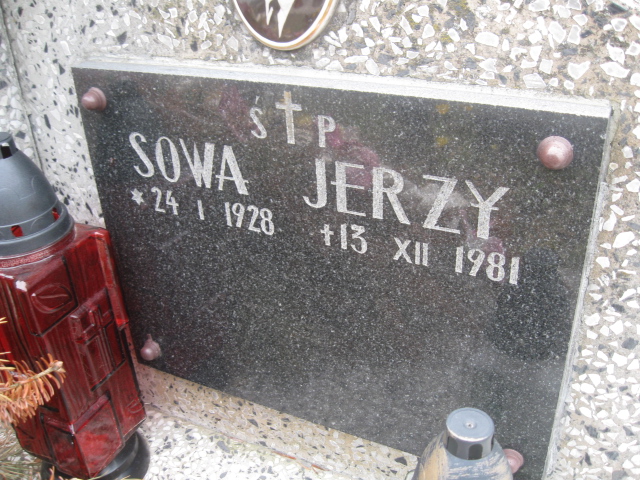 Ś † P
SOWA JERZY
* 24 I 1928 † 13 XII 1981